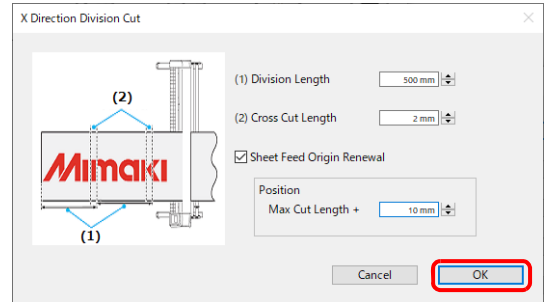 X Direction Division Cut
(2)
Mimaki
(1)
(1) Division Length 500 mm
(2) Cross Cut Length 2 mm
Sheet Feed Origin Renewal
Position
Max Cut Length + 10 mm
Cancel OK